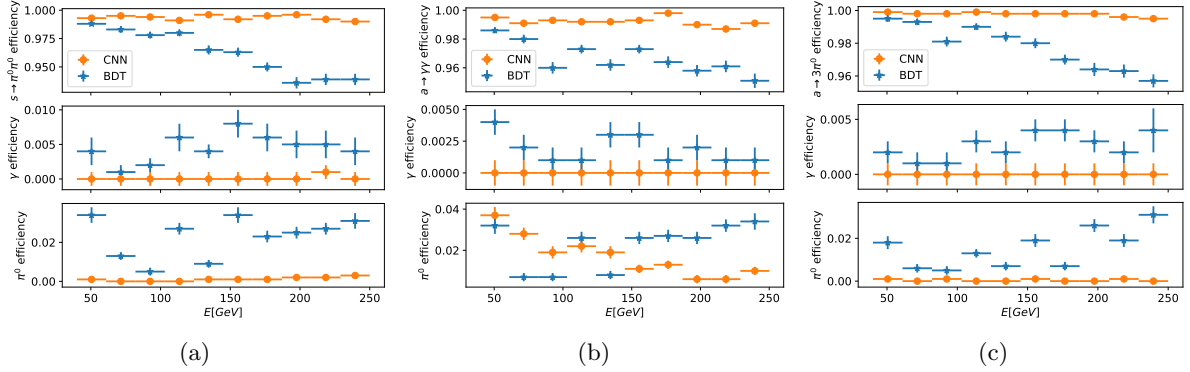 s → π⁰π⁰ efficiency
1.000
0.975
0.950
CNN
BDT
γ efficiency
0.010
0.005
0.000
π⁰ efficiency
0.02
0.00
50 100 150 200 250
E[GeV]
(a)
a → γγ efficiency
1.00
0.98
0.96
CNN
BDT
γ efficiency
0.0050
0.0025
0.0000
π⁰ efficiency
0.04
0.02
50 100 150 200 250
E[GeV]
(b)
a → 3π⁰ efficiency
1.00
0.98
0.96
CNN
BDT
γ efficiency
0.005
0.000
π⁰ efficiency
0.02
0.00
50 100 150 200 250
E[GeV]
(c)